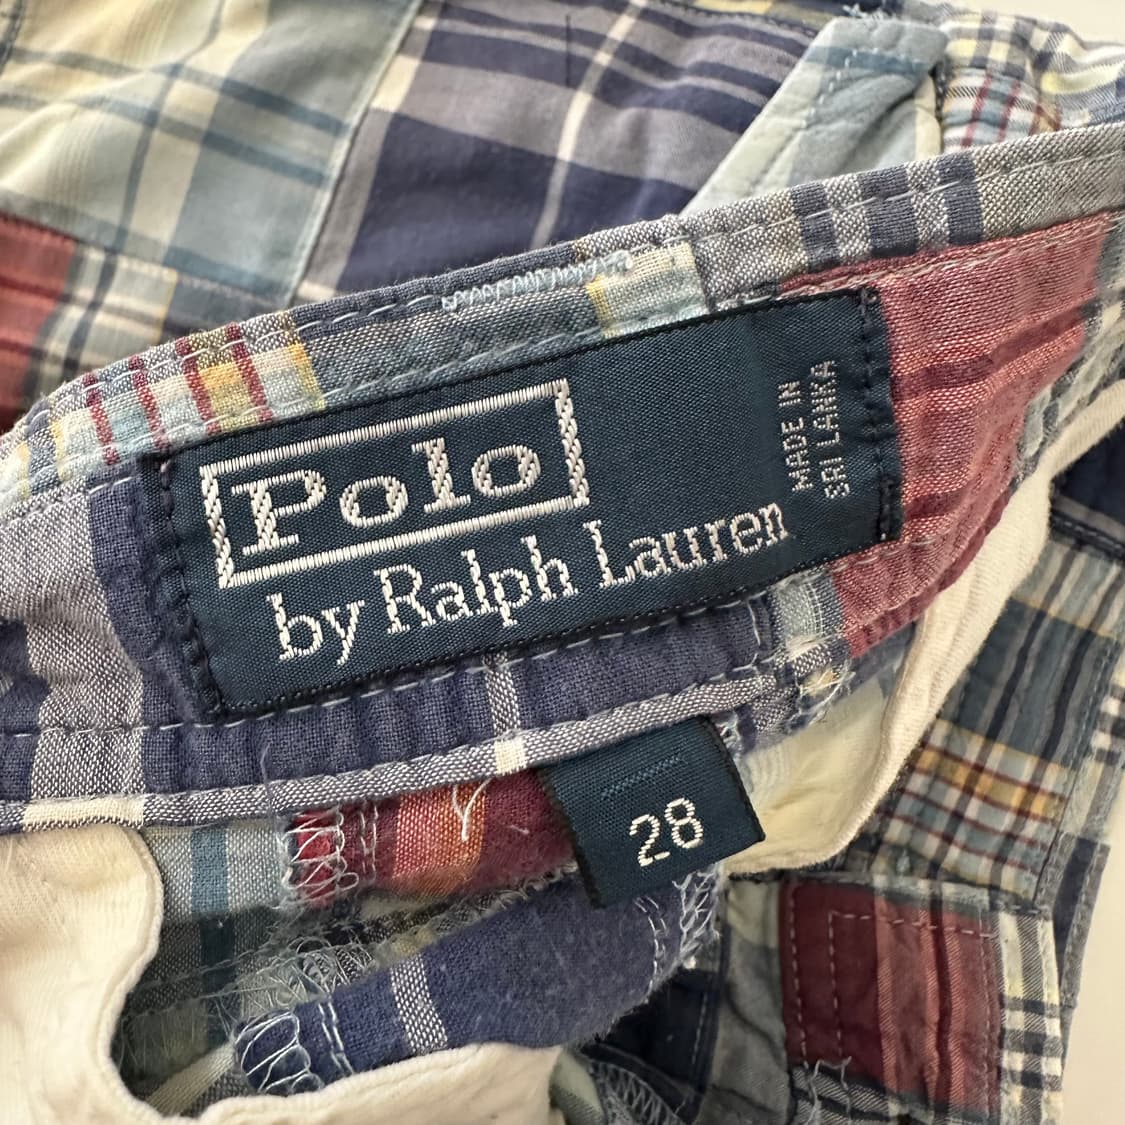 Polo
by Ralph Lauren
MADE IN
SRI LANKA
28